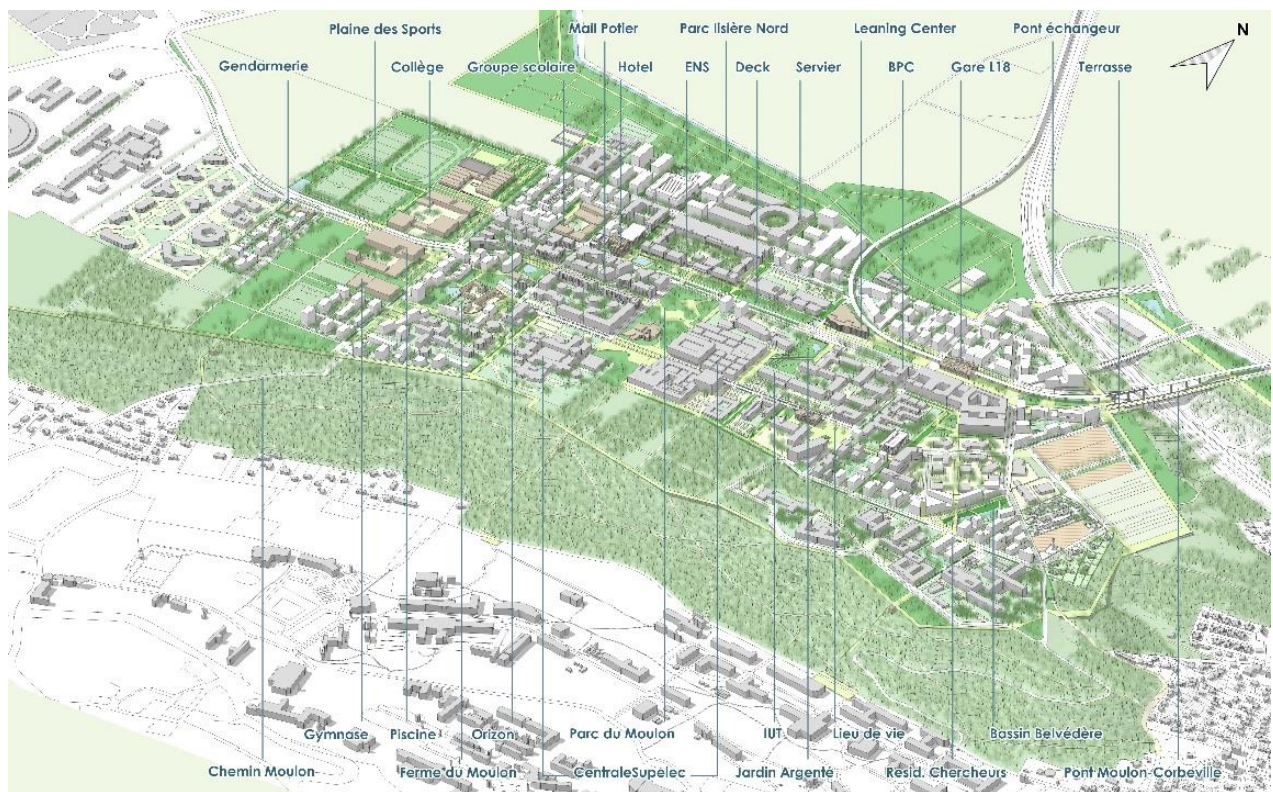 Plaine des Sports
Mail Potier
Parc lisière Nord
Leaning Center
Pont échangeur
N
Gendarmerie
Collège
Groupe scolaire
Hotel
ENS
Deck
Servier
BPC
Gare L18
Terrasse
Gymnase
Piscine
Orizon
Parc du Moulon
IUT
Lieu de vie
Bassin Belvédère
Chemin Moulon
Ferme du Moulon
CentraleSupélec
Jardin Argenté
Résid. Chercheurs
Pont Moulon-Corbeville